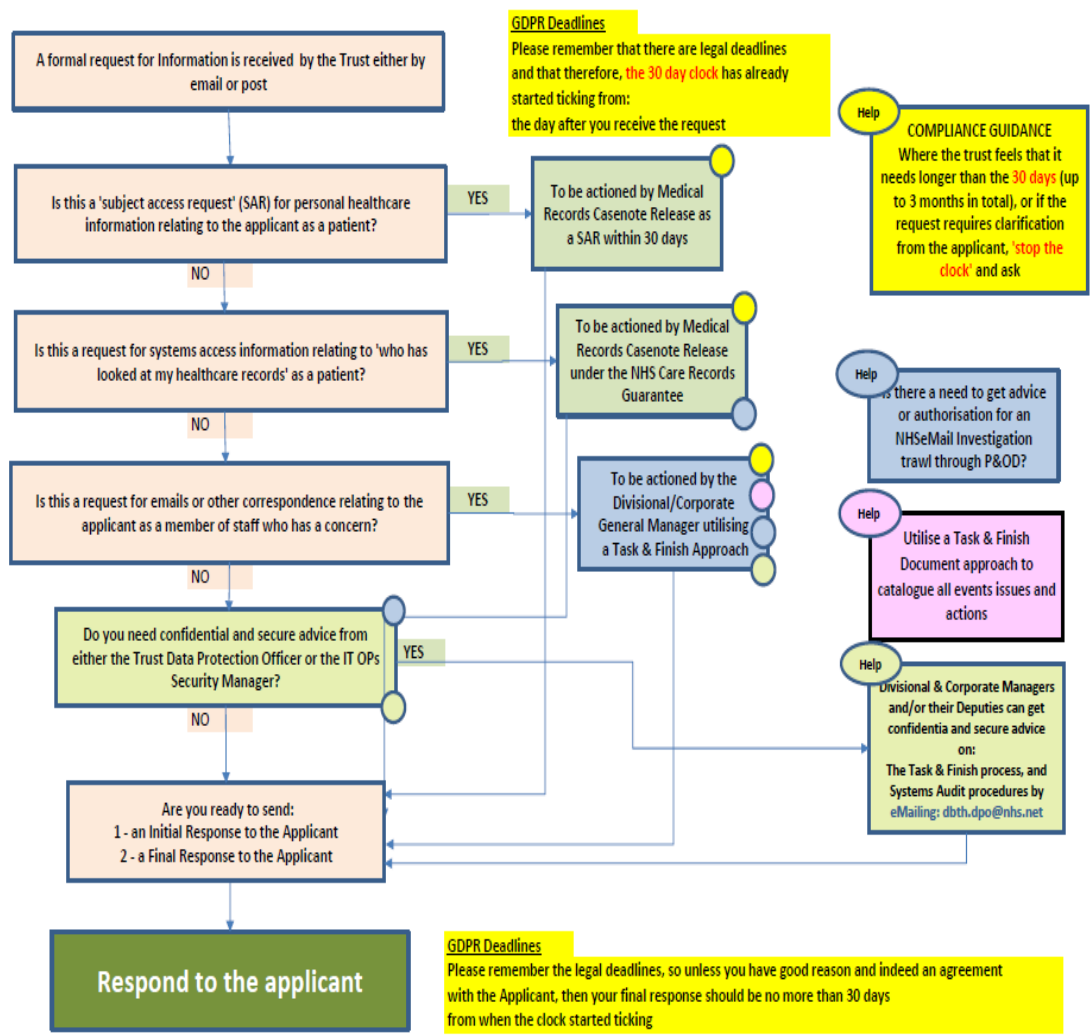 GDPR Deadlines
Please remember that there are legal deadlines
and that therefore, the 30 day clock has already
started ticking from:
the day after you receive the request
A formal request for Information is received by the Trust either by
email or post
Help
COMPLIANCE GUIDANCE
Where the trust feels that it
needs longer than the 30 days (up
to 3 months in total), or if the
request requires clarification
from the applicant, 'stop the
clock' and ask
Is this a 'subject access request' (SAR) for personal healthcare
information relating to the applicant as a patient?
YES
To be actioned by Medical
Records Casenote Release as
a SAR within 30 days
NO
Is this a request for systems access information relating to 'who has
looked at my healthcare records' as a patient?
YES
To be actioned by Medical
Records Casenote Release
under the NHS Care Records
Guarantee
NO
Help
Is there a need to get advice
or authorisation for an
NHSeMail Investigation
trawl through P&OD?
Is this a request for emails or other correspondence relating to the
applicant as a member of staff who has a concern?
YES
To be actioned by the
Divisional/Corporate
General Manager utilising
a Task & Finish Approach
NO
Help
Utilise a Task & Finish
Document approach to
catalogue all events issues and
actions
Do you need confidential and secure advice from
either the Trust Data Protection Officer or the IT OPs
Security Manager?
YES
NO
Help
Divisional & Corporate Managers
and/or their Deputies can get
confidentia and secure advice
on:
The Task & Finish process, and
Systems Audit procedures by
eMailing: dbth.dpo@nhs.net
Are you ready to send:
1 - an Initial Response to the Applicant
2 - a Final Response to the Applicant
Respond to the applicant
GDPR Deadlines
Please remember the legal deadlines, so unless you have good reason and indeed an agreement
with the Applicant, then your final response should be no more than 30 days
from when the clock started ticking